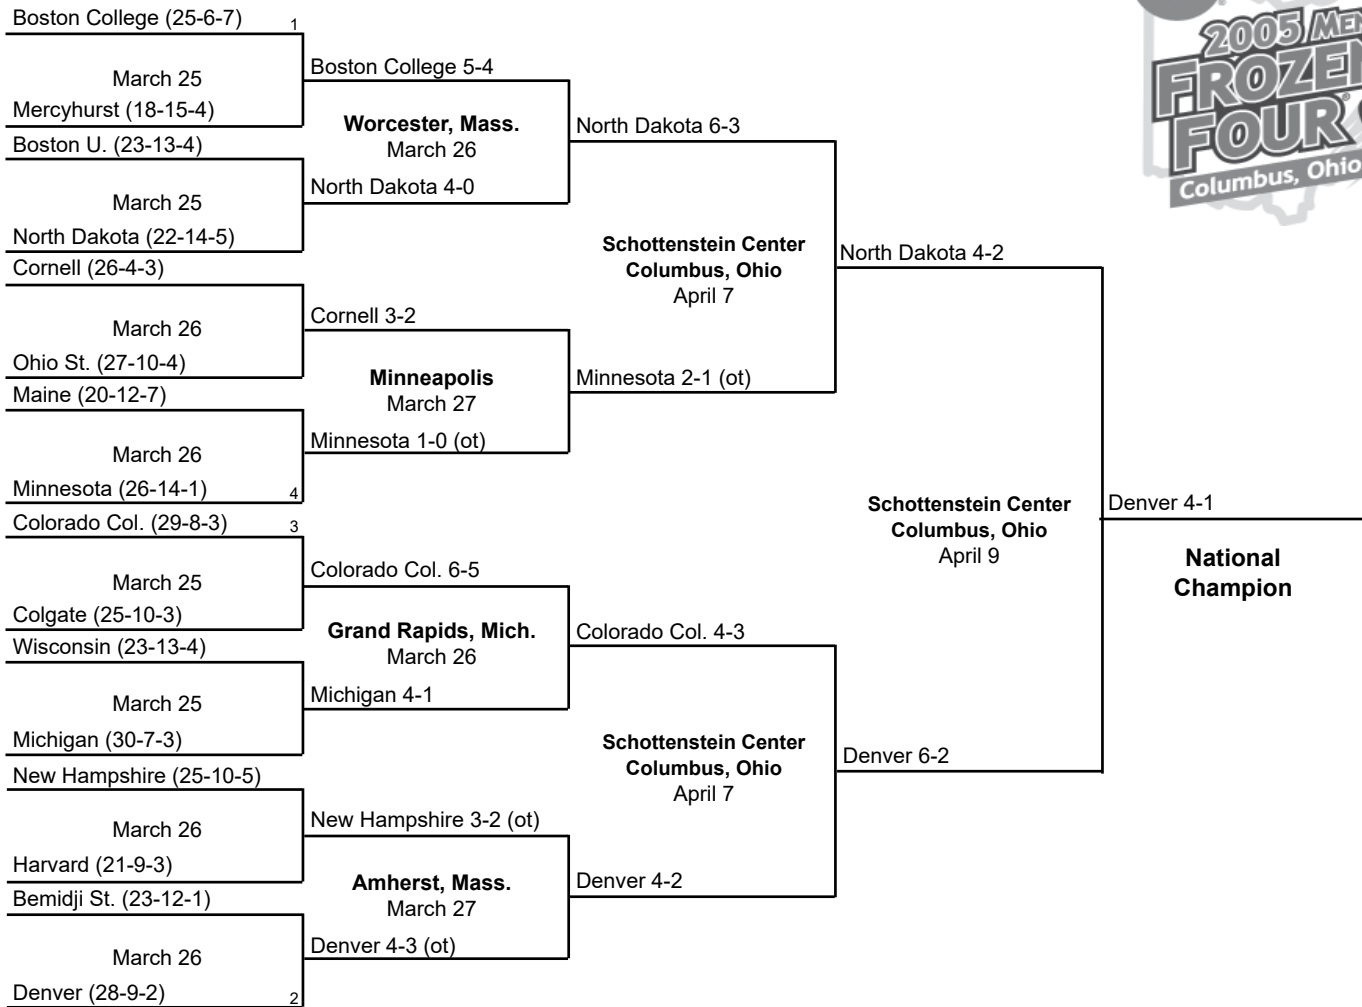 Boston College (25-6-7) 1
March 25
Mercyhurst (18-15-4)
Boston U. (23-13-4)
March 25
North Dakota (22-14-5)
Cornell (26-4-3)
March 26
Ohio St. (27-10-4)
Maine (20-12-7)
March 26
Minnesota (26-14-1) 4
Colorado Col. (29-8-3) 3
March 25
Colgate (25-10-3)
Wisconsin (23-13-4)
March 25
Michigan (30-7-3)
New Hampshire (25-10-5)
March 26
Harvard (21-9-3)
Bemidji St. (23-12-1)
March 26
Denver (28-9-2) 2
Boston College 5-4
Worcester, Mass.
March 26
North Dakota 4-0
Cornell 3-2
Minneapolis
March 27
Minnesota 1-0 (ot)
Colorado Col. 6-5
Grand Rapids, Mich.
March 26
Michigan 4-1
New Hampshire 3-2 (ot)
Amherst, Mass.
March 27
Denver 4-3 (ot)
North Dakota 6-3
Schottenstein Center
Columbus, Ohio
April 7
Minnesota 2-1 (ot)
Colorado Col. 4-3
Schottenstein Center
Columbus, Ohio
April 7
Denver 4-2
North Dakota 4-2
Schottenstein Center
Columbus, Ohio
April 9
Denver 6-2
Denver 4-1
National
Champion
2005 MEN
FROZEN
FOUR
Columbus, Ohio